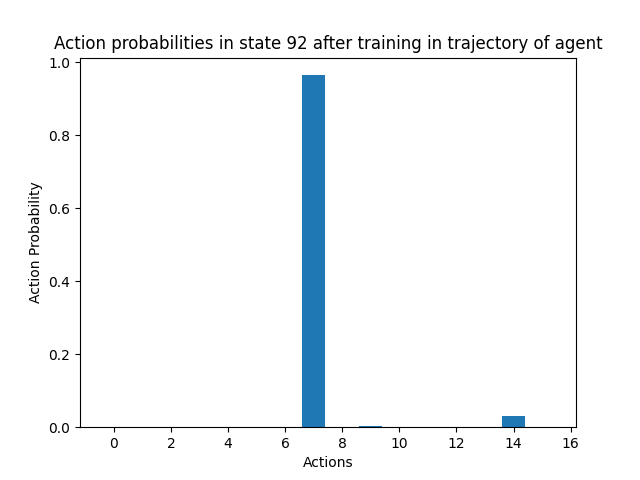 Action probabilities in state 92 after training in trajectory of agent
1.0
0.8
0.6
0.4
0.2
0.0
Action Probability
0 2 4 6 8 10 12 14 16
Actions